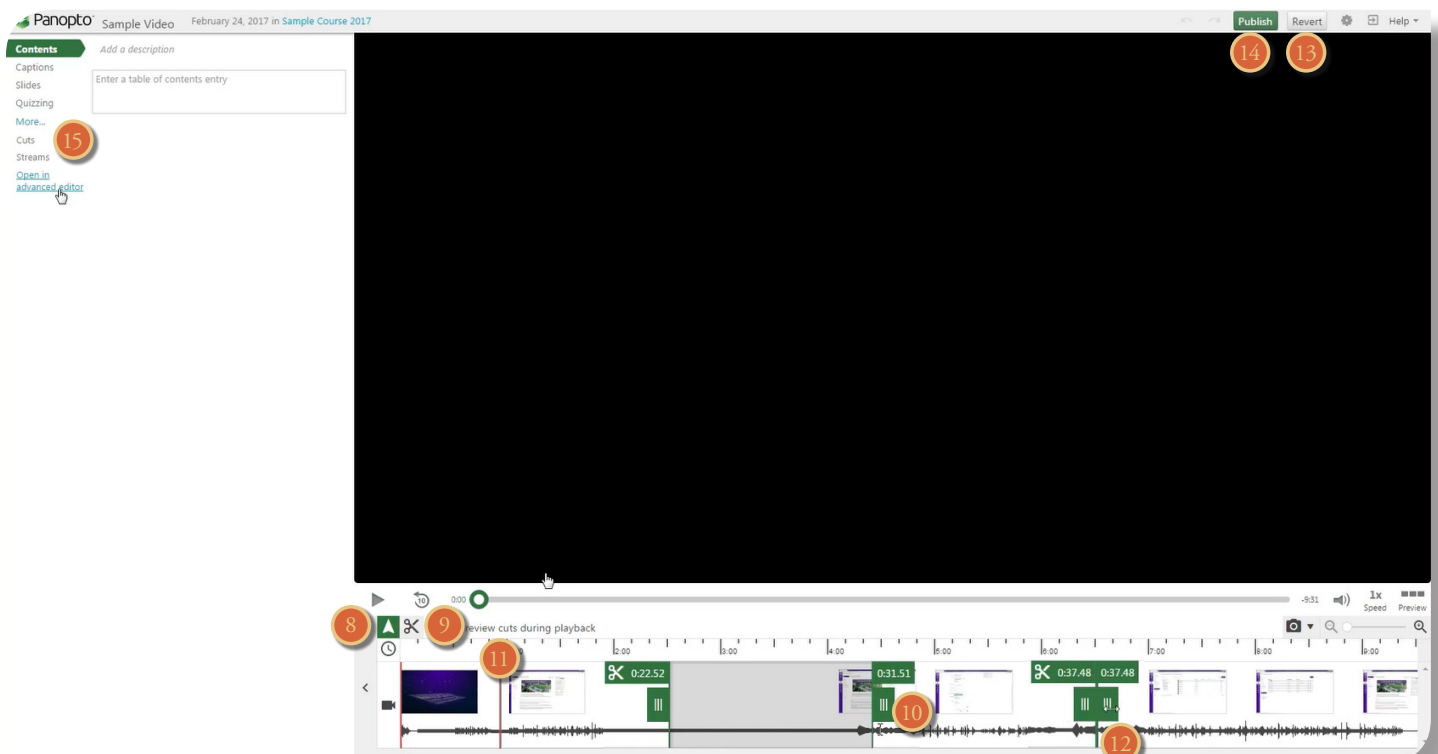 Panopto Sample Video February 24, 2017 in Sample Course 2017 Publish Revert Help
14 13
Contents Add a description
Captions
Slides Enter a table of contents entry
Quizzing
More...
Cuts 15
Streams
Open in
advanced editor
10 0:00 -9:31 1x
Speed Preview
8 9 review cuts during playback
11 2:00 3:00 4:00 5:00 6:00 7:00 8:00 9:00
0:22.52 0:31.51 0:37.48 0:37.48
10
12